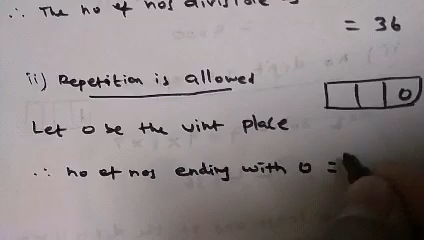 ∴ The no of nos divisible
= 36
ii) Repetition is allowed
0
Let 0 be the uint place
∴ no of nos ending with 0 =